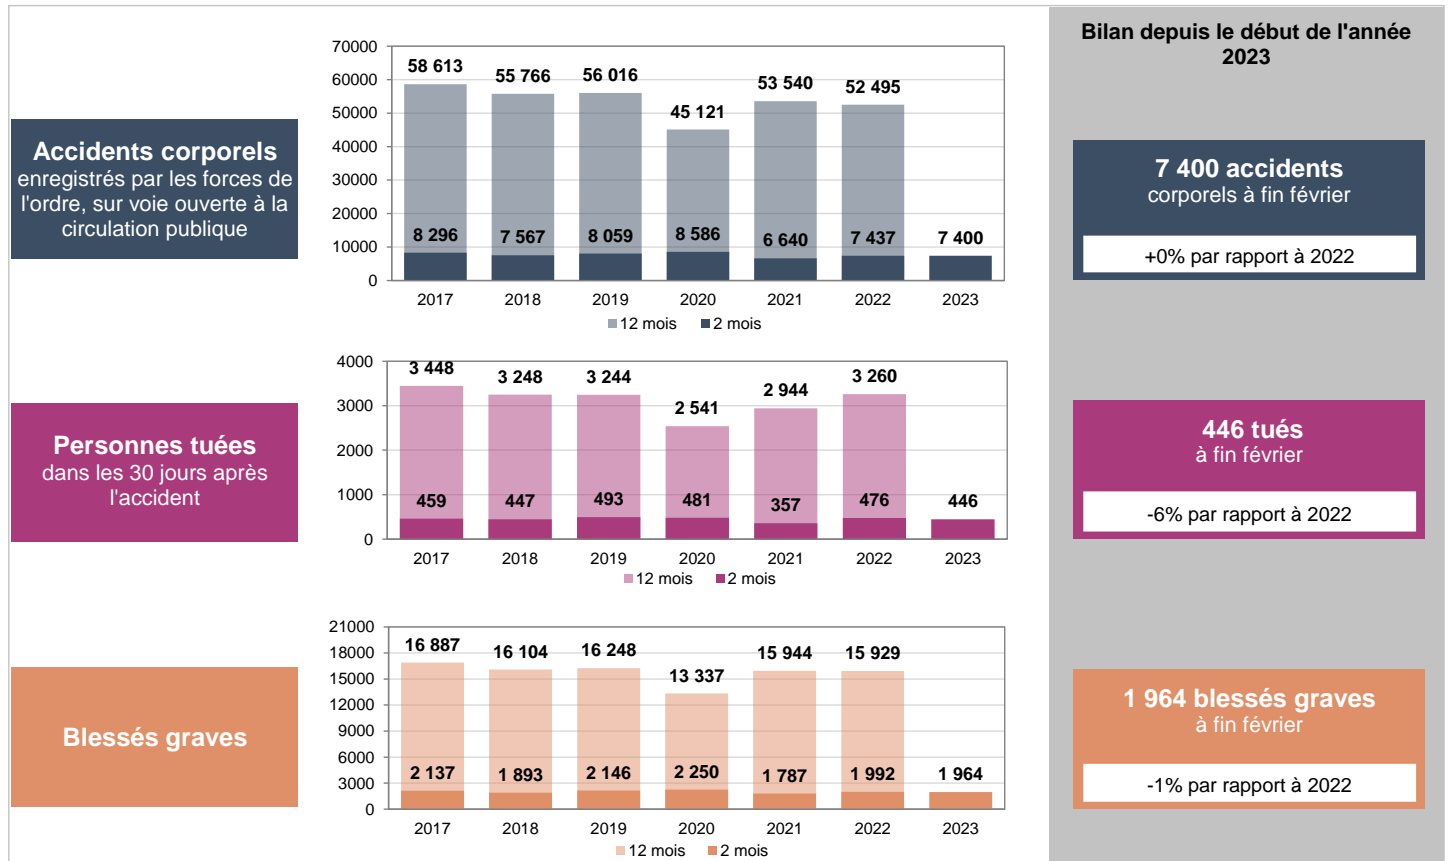 Bilan depuis le début de l'année
2023
Accidents corporels
enregistrés par les forces de
l'ordre, sur voie ouverte à la
circulation publique
70000
60000
50000
40000
30000
20000
10000
0
58 613 55 766 56 016 45 121 53 540 52 495
8 296 7 567 8 059 8 586 6 640 7 437 7 400
2017 2018 2019 2020 2021 2022 2023
12 mois 2 mois
7 400 accidents
corporels à fin février
+0% par rapport à 2022
Personnes tuées
dans les 30 jours après
l'accident
4000
3000
2000
1000
0
3 448 3 248 3 244 2 541 2 944 3 260
459 447 493 481 357 476 446
2017 2018 2019 2020 2021 2022 2023
12 mois 2 mois
446 tués
à fin février
-6% par rapport à 2022
Blessés graves
21000
18000
15000
12000
9000
6000
3000
0
16 887 16 104 16 248 13 337 15 944 15 929
2 137 1 893 2 146 2 250 1 787 1 992 1 964
2017 2018 2019 2020 2021 2022 2023
12 mois 2 mois
1 964 blessés graves
à fin février
-1% par rapport à 2022